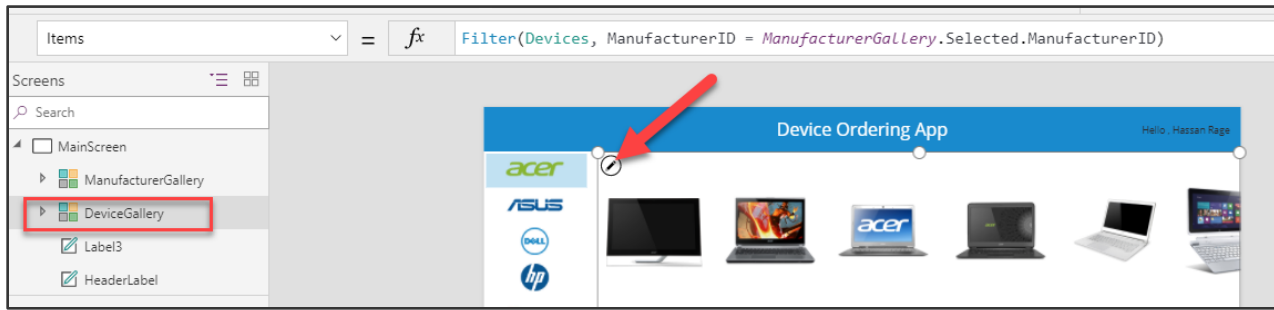 Items = fx Filter(Devices, ManufacturerID = ManufacturerGallery.Selected.ManufacturerID)
Screens
Search
MainScreen
ManufacturerGallery
DeviceGallery
Label3
HeaderLabel
Device Ordering App Hello , Hassan Rage
acer
ASUS
DELL
hp
acer